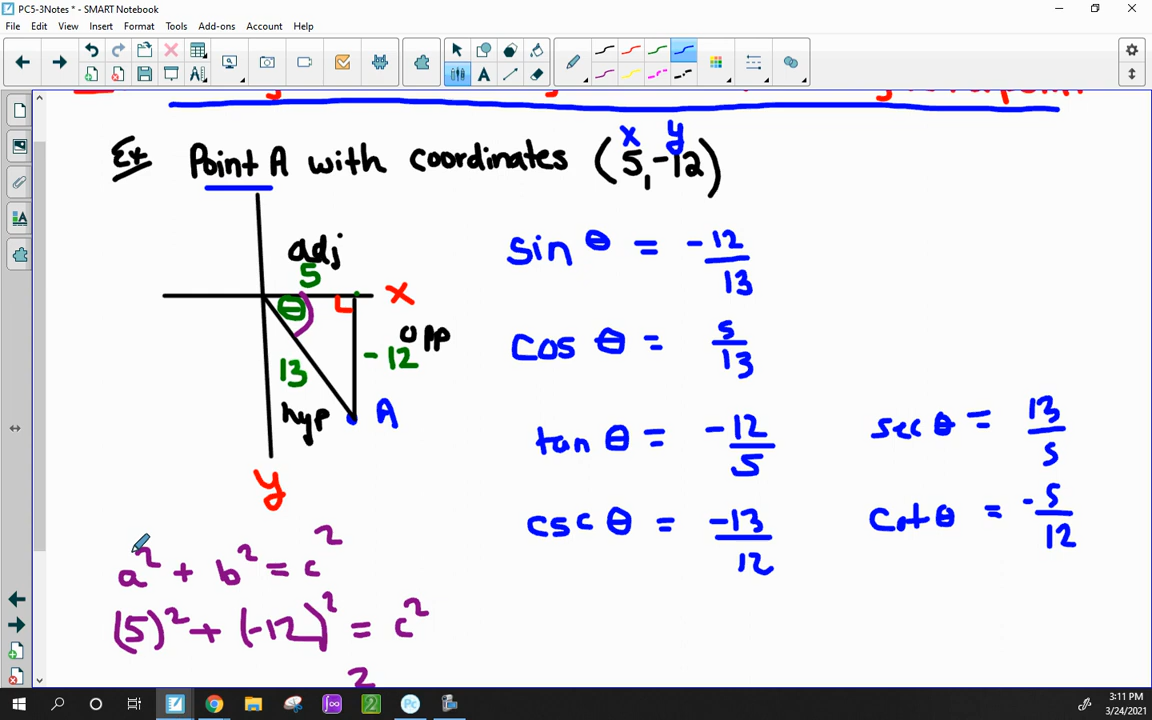 PC5-3Notes * - SMART Notebook
File Edit View Insert Format Tools Add-ons Account Help
Ex Point A with coordinates (5, -12)
x y
adj
5
x
θ
opp
-12
13
hyp
A
y
sin θ = -12/13
cos θ = 5/13
tan θ = -12/5
sec θ = 13/5
csc θ = -13/12
cot θ = -5/12
a² + b² = c²
(5)² + (-12)² = c²
2
3:11 PM
3/24/2021